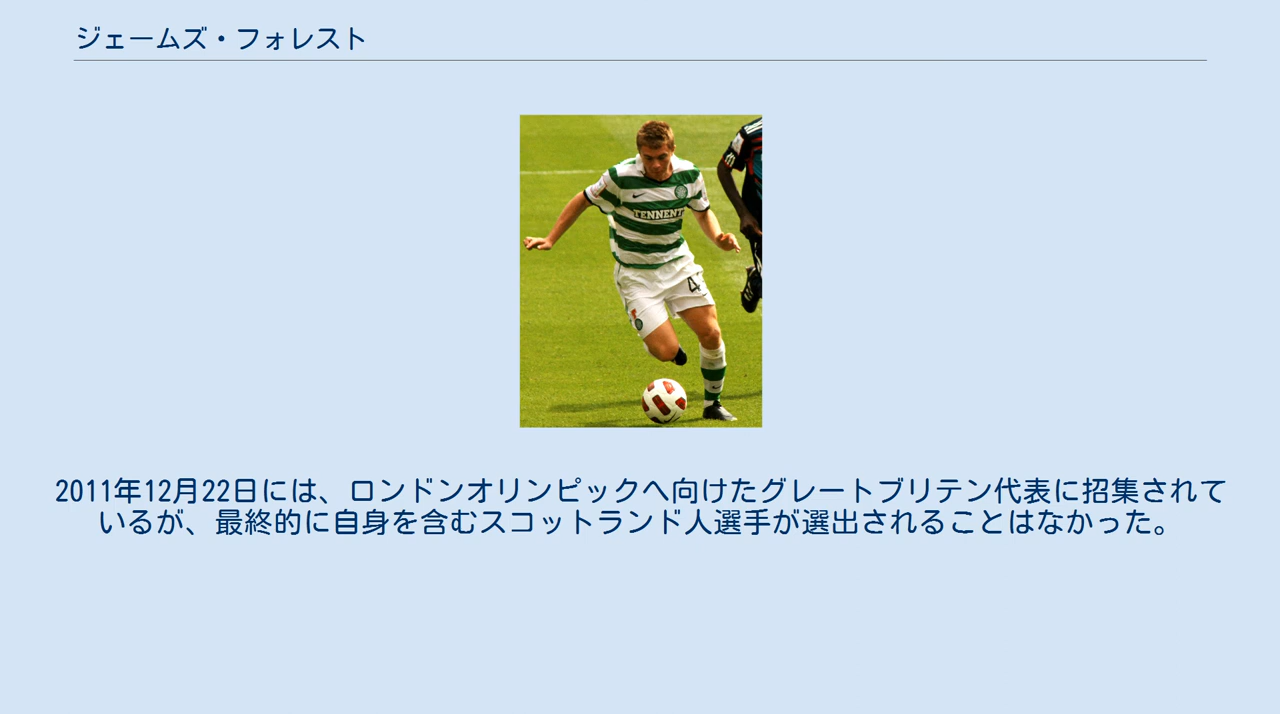 ジェームズ・フォレスト
TENNENT
4
2011年12月22日には、ロンドンオリンピックへ向けたグレートブリテン代表に招集されて
いるが、最終的に自身を含むスコットランド人選手が選出されることはなかった。